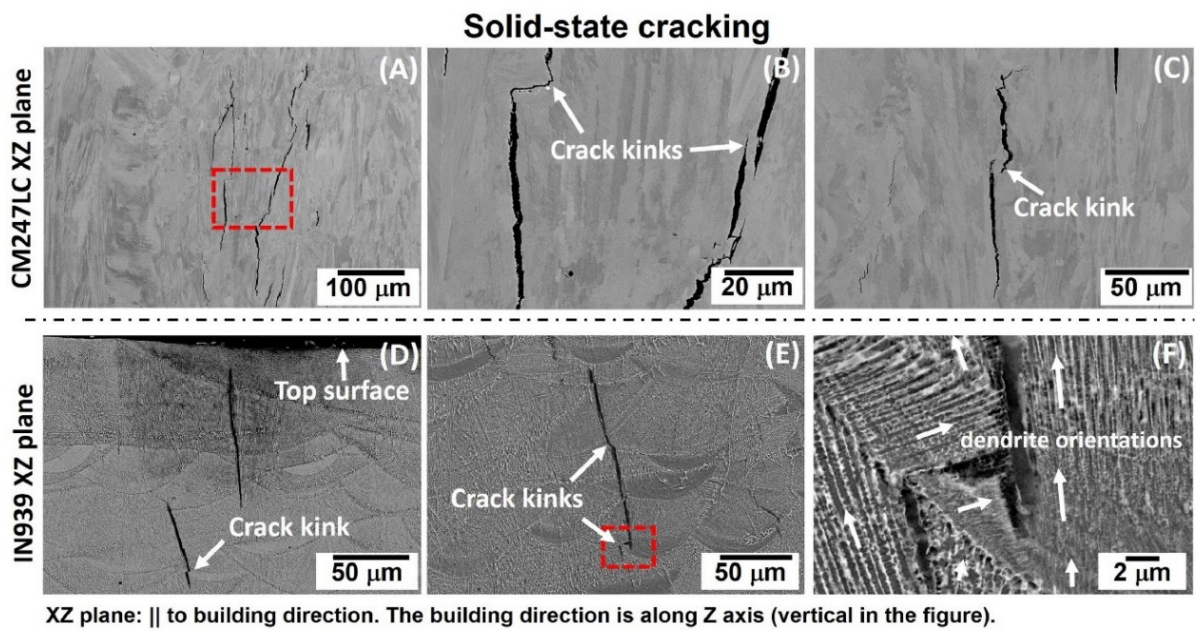 Solid-state cracking
CM247LC XZ plane
(A)
100 µm
(B)
Crack kinks
20 µm
(C)
Crack kink
50 µm
IN939 XZ plane
(D)
Top surface
Crack kink
50 µm
(E)
Crack kinks
50 µm
(F)
dendrite orientations
2 µm
XZ plane: || to building direction. The building direction is along Z axis (vertical in the figure).